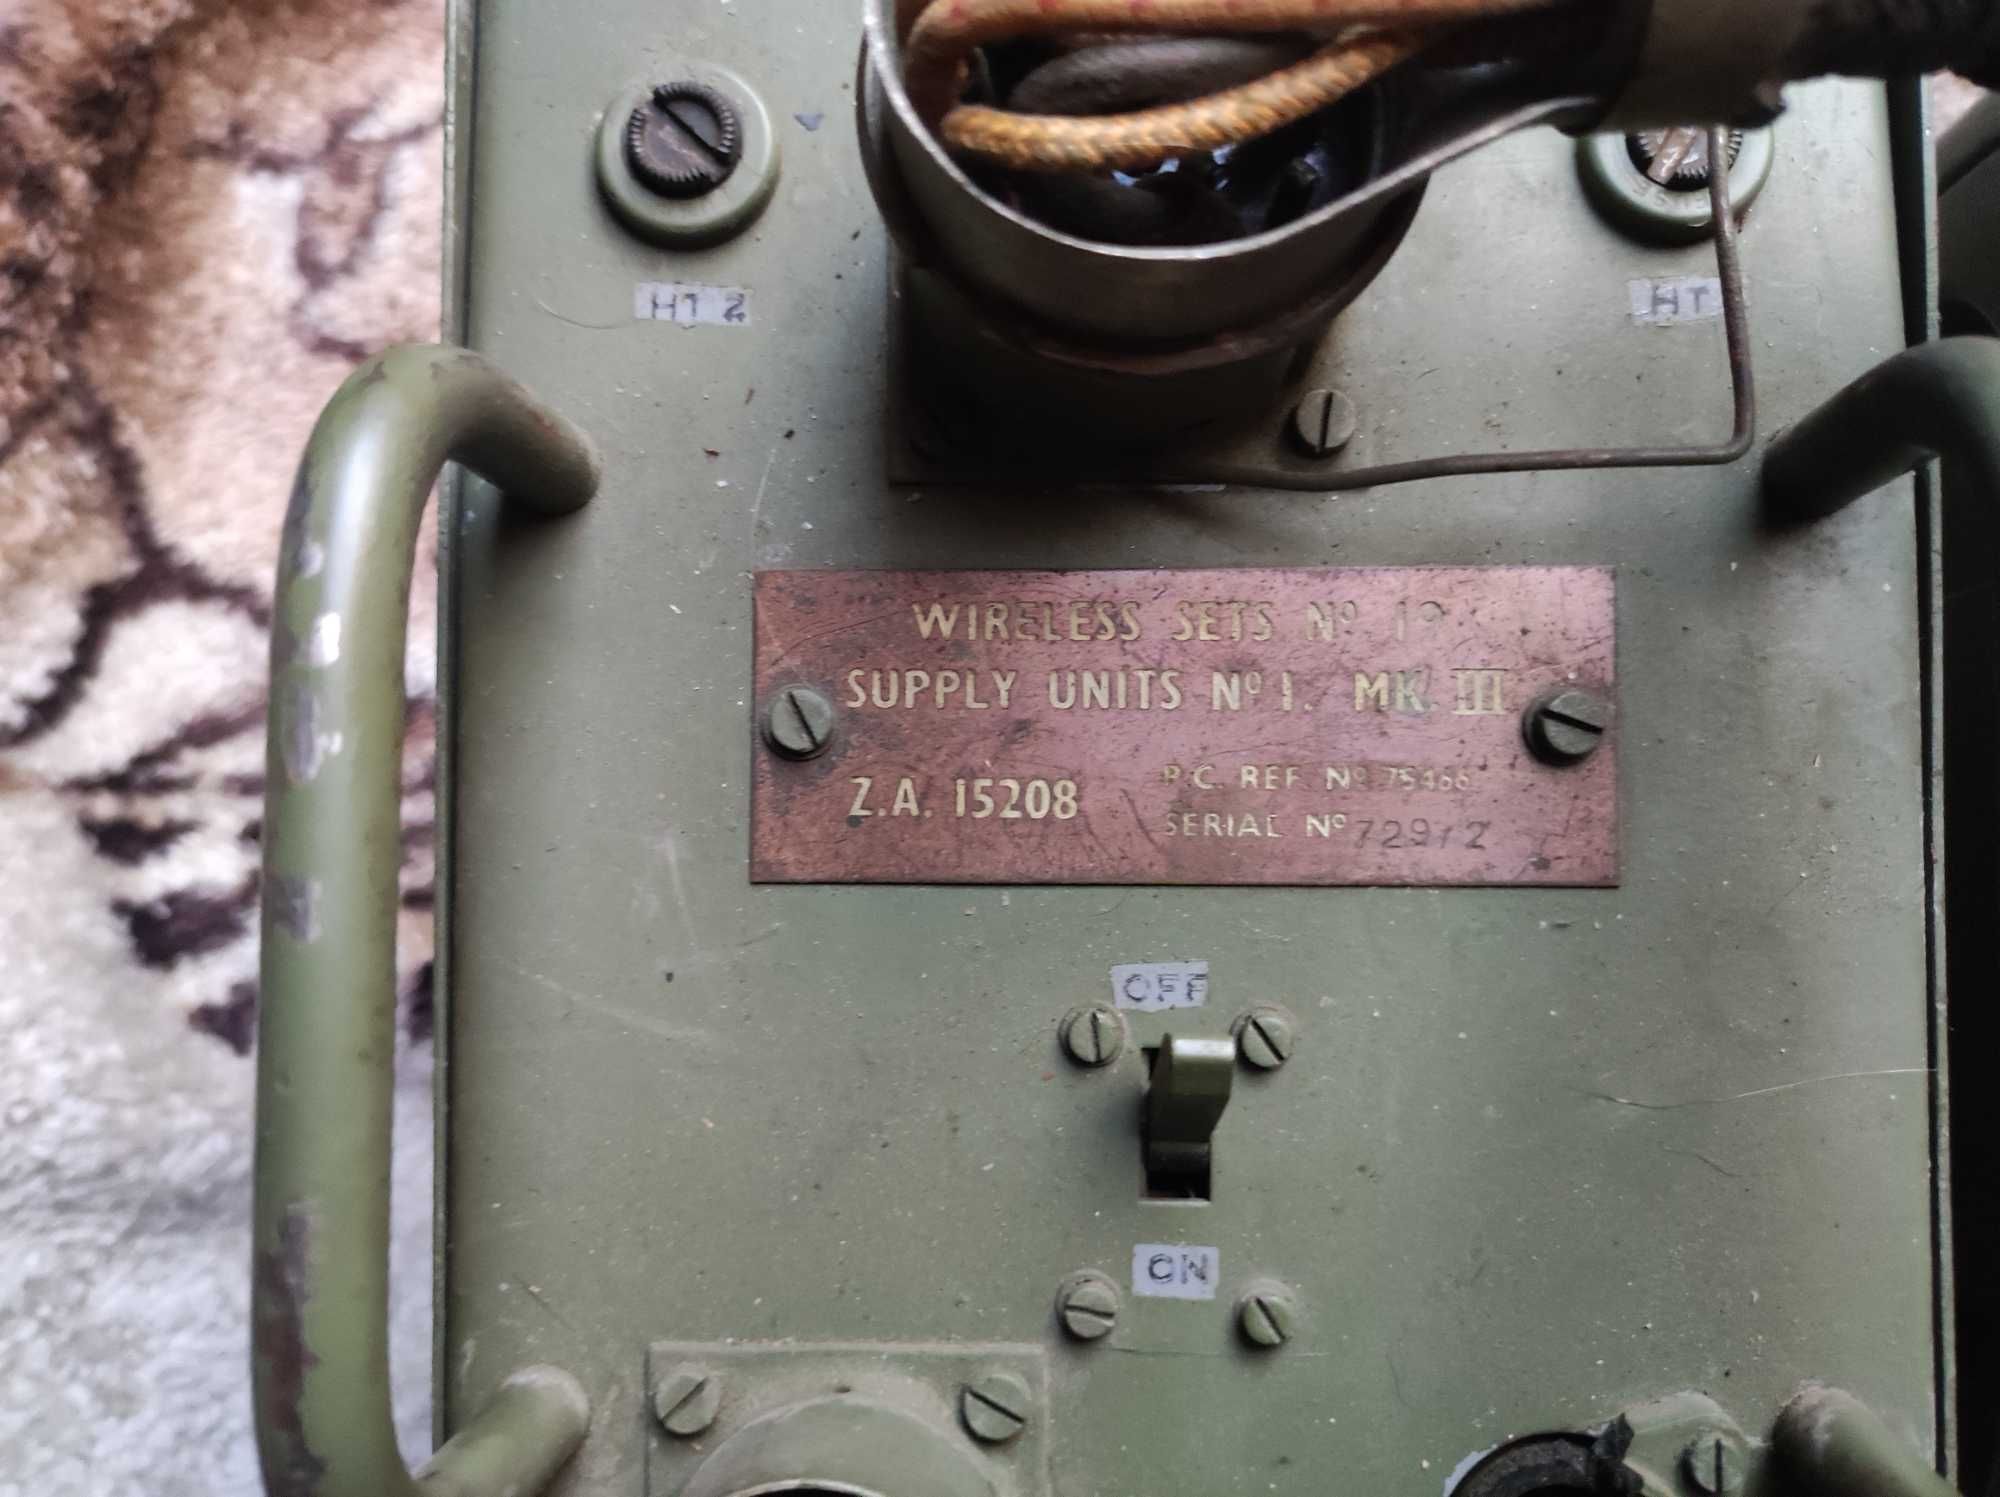 HT 2
HT
WIRELESS SETS Nº 19
SUPPLY UNITS Nº 1. MK III
Z.A. 15208
P.C. REF. Nº 75466
SERIAL Nº 72912
OFF
ON